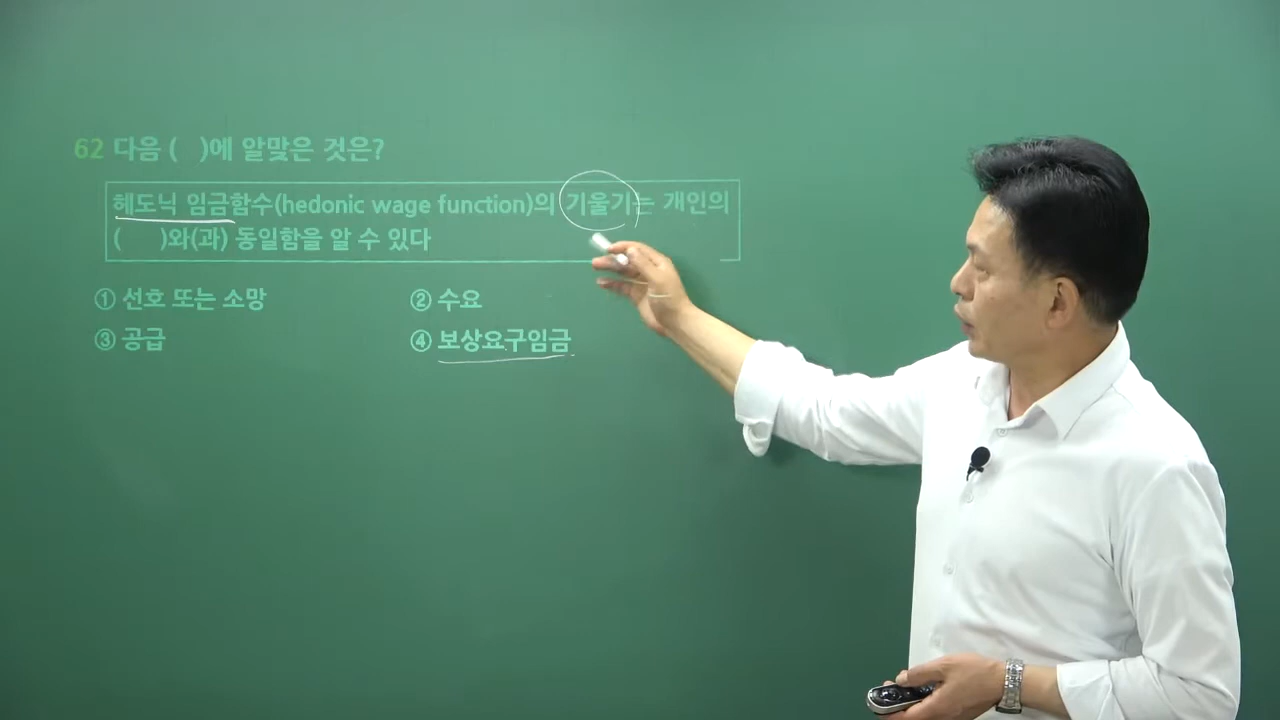 62 다음 (   )에 알맞은 것은?
헤도닉 임금함수(hedonic wage function)의 기울기는 개인의
(      )와(과) 동일함을 알 수 있다
① 선호 또는 소망
② 수요
③ 공급
④ 보상요구임금